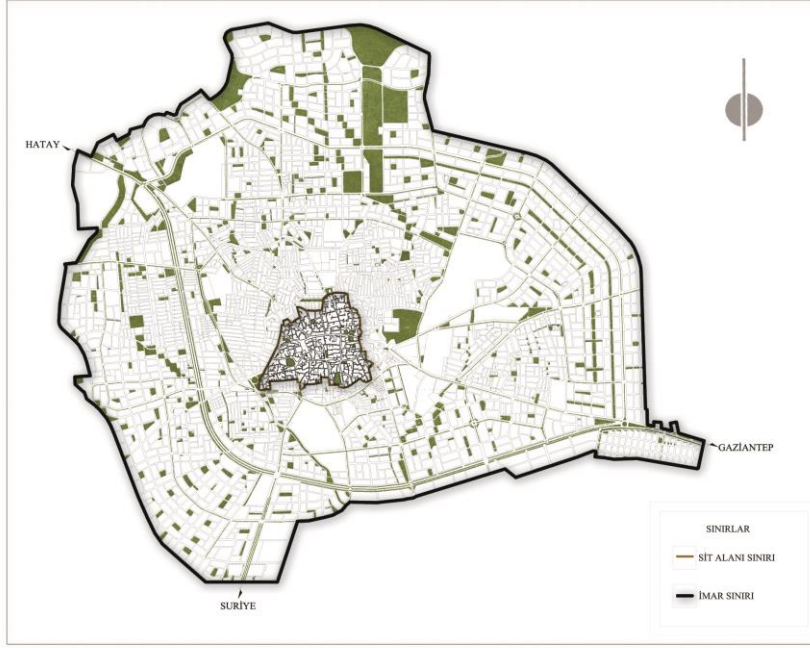 HATAY
GAZİANTEP
SURİYE
SINIRLAR
SİT ALANI SINIRI
İMAR SINIRI